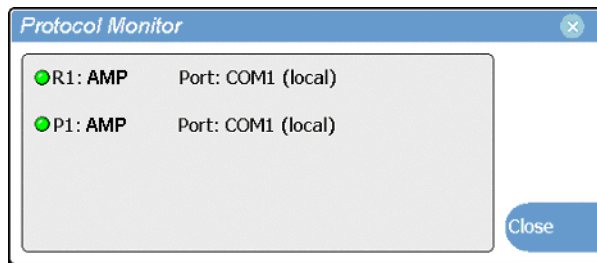 Protocol Monitor
R1: AMP Port: COM1 (local)
P1: AMP Port: COM1 (local)
Close